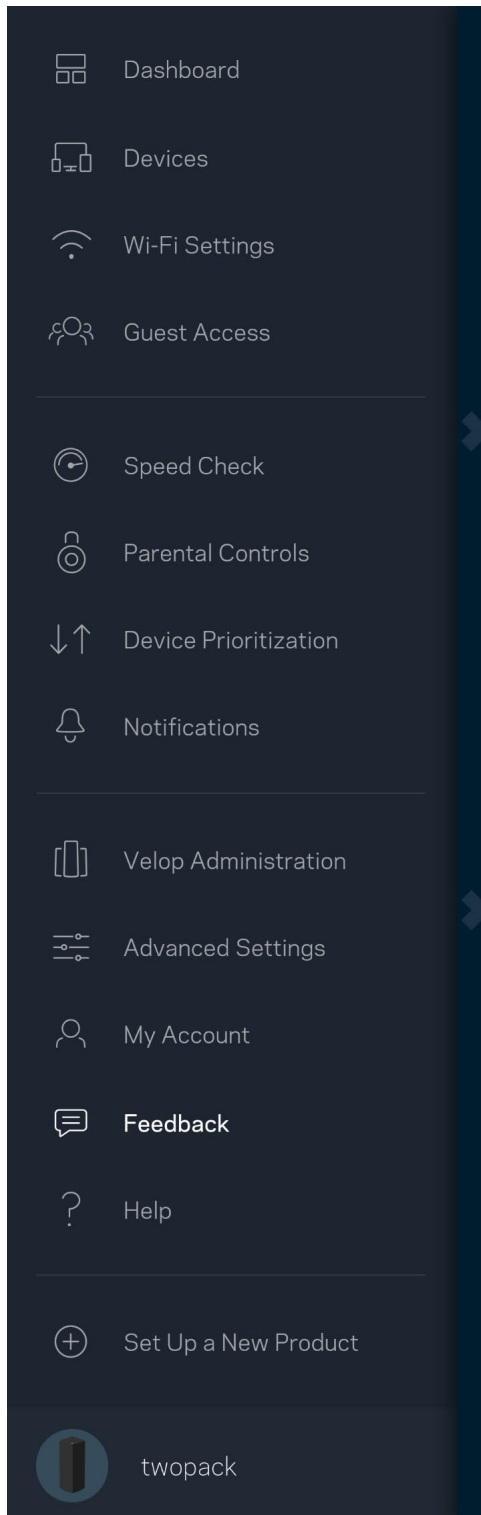 Dashboard
Devices
Wi-Fi Settings
Guest Access
Speed Check
Parental Controls
Device Prioritization
Notifications
Velop Administration
Advanced Settings
My Account
Feedback
Help
Set Up a New Product
twopack